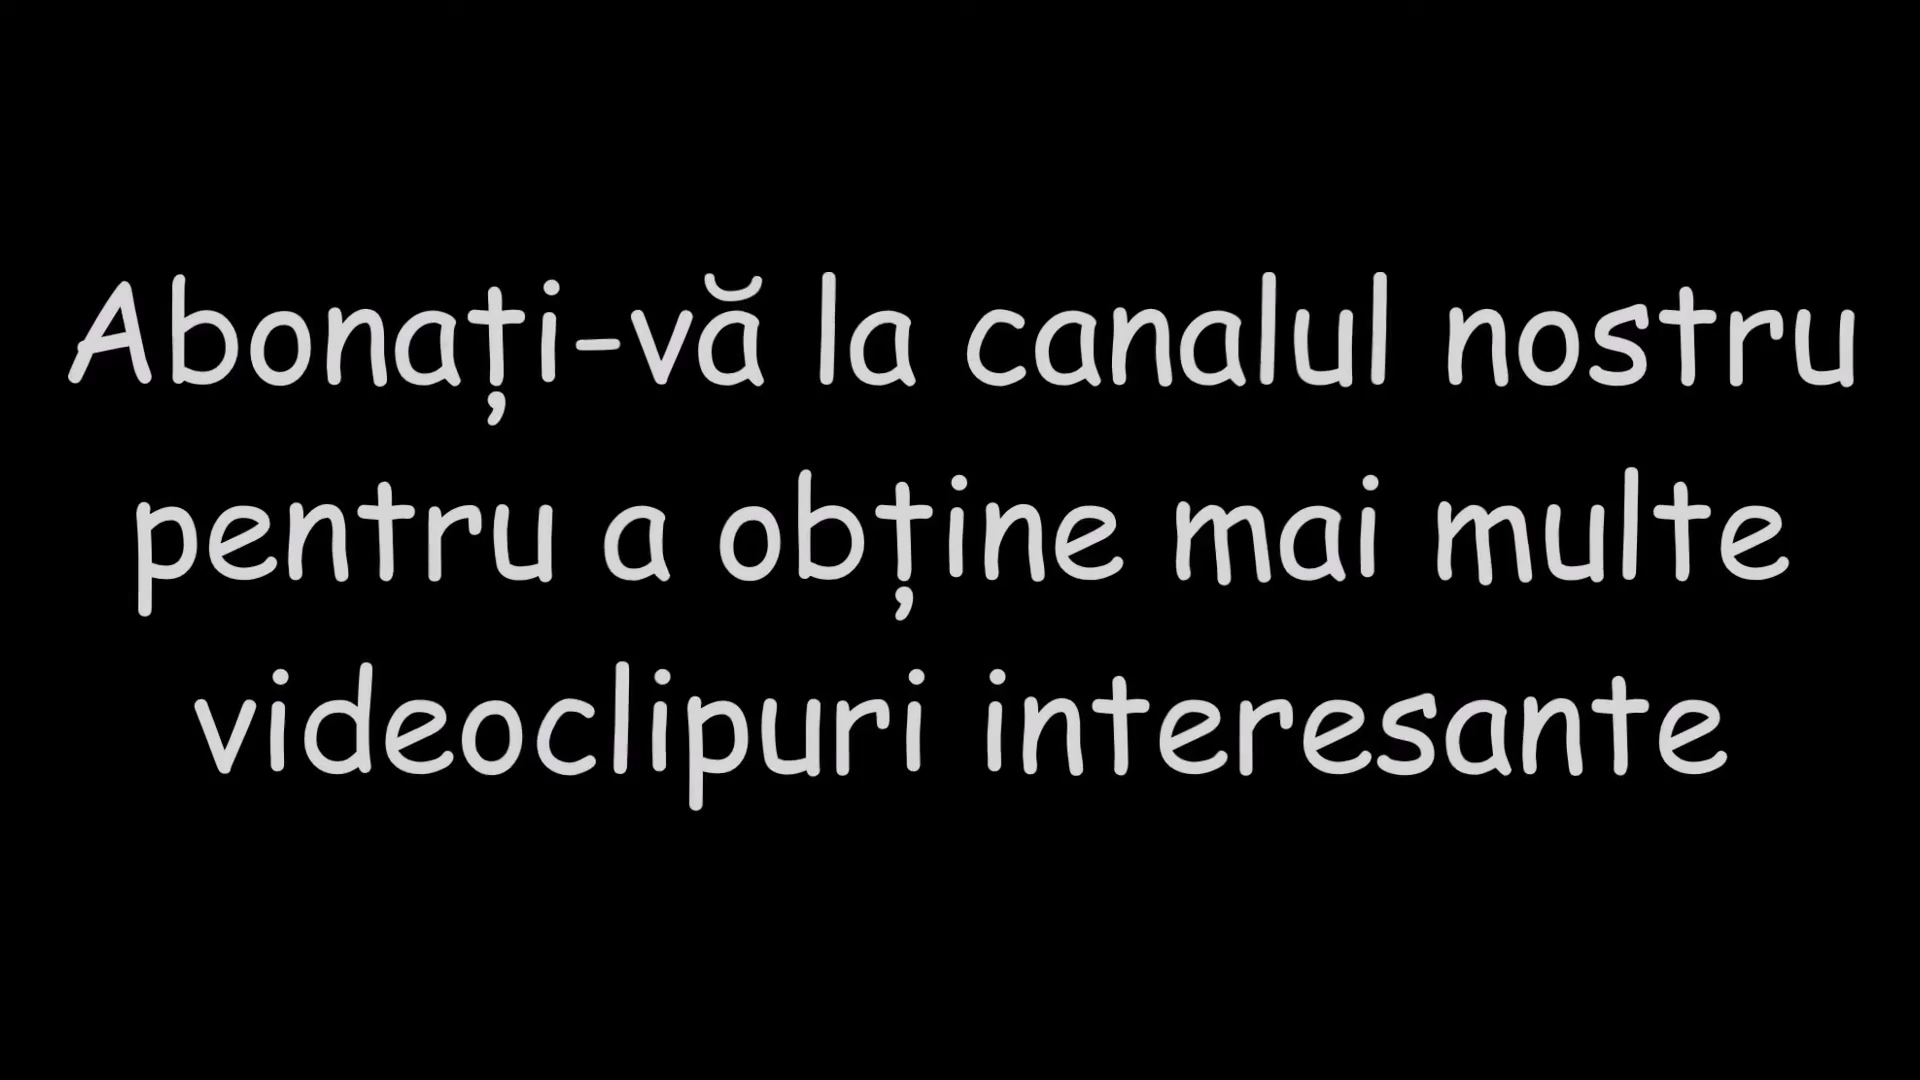 Abonați-vă la canalul nostru
pentru a obține mai multe
videoclipuri interesante